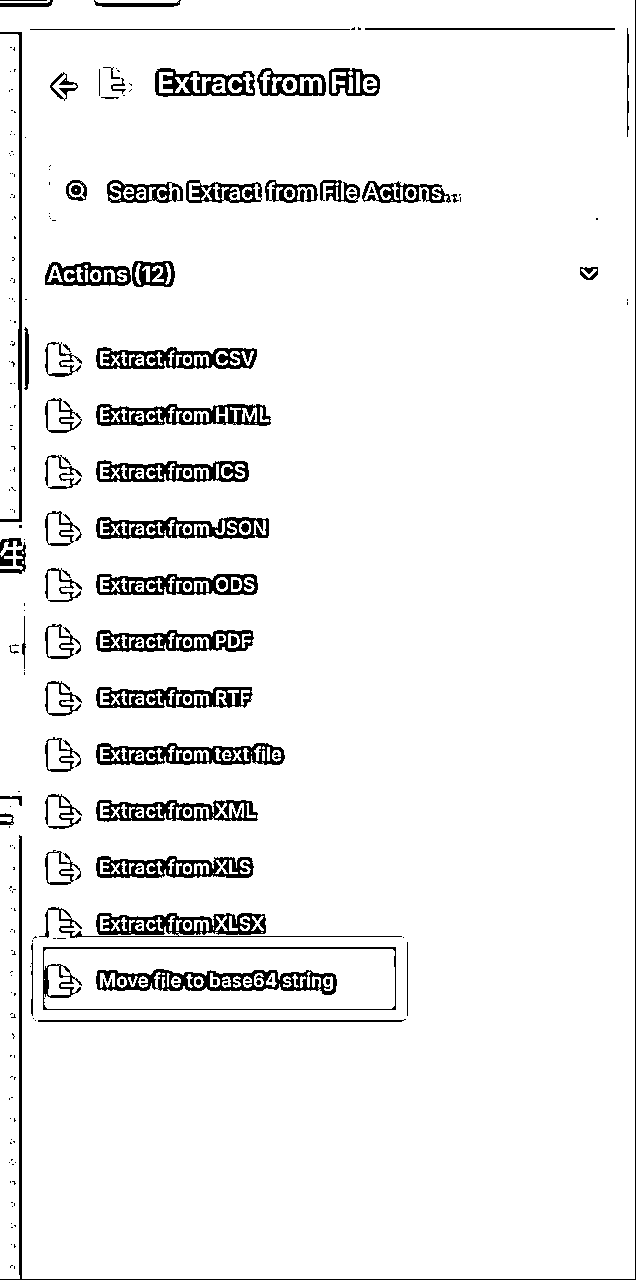 Extract from File
Search Extract from File Actions...
Actions (12)
Extract from CSV
Extract from HTML
Extract from ICS
Extract from JSON
Extract from ODS
Extract from PDF
Extract from RTF
Extract from text file
Extract from XML
Extract from XLS
Extract from XLSX
Move file to base64 string